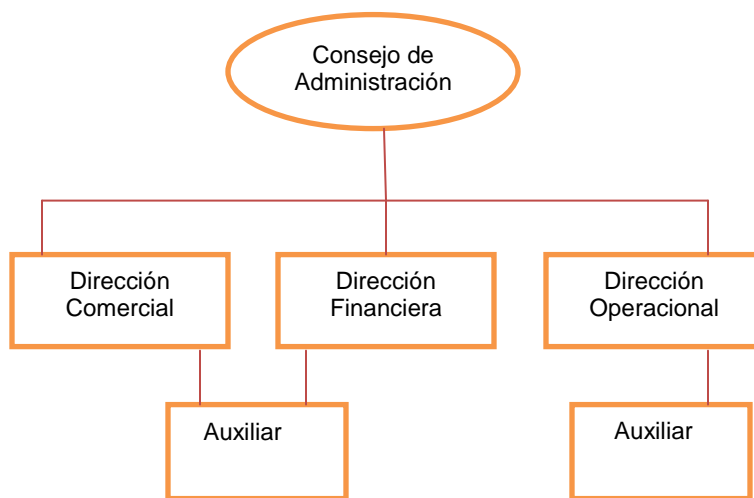 Consejo de
Administración
Dirección
Comercial
Dirección
Financiera
Dirección
Operacional
Auxiliar
Auxiliar